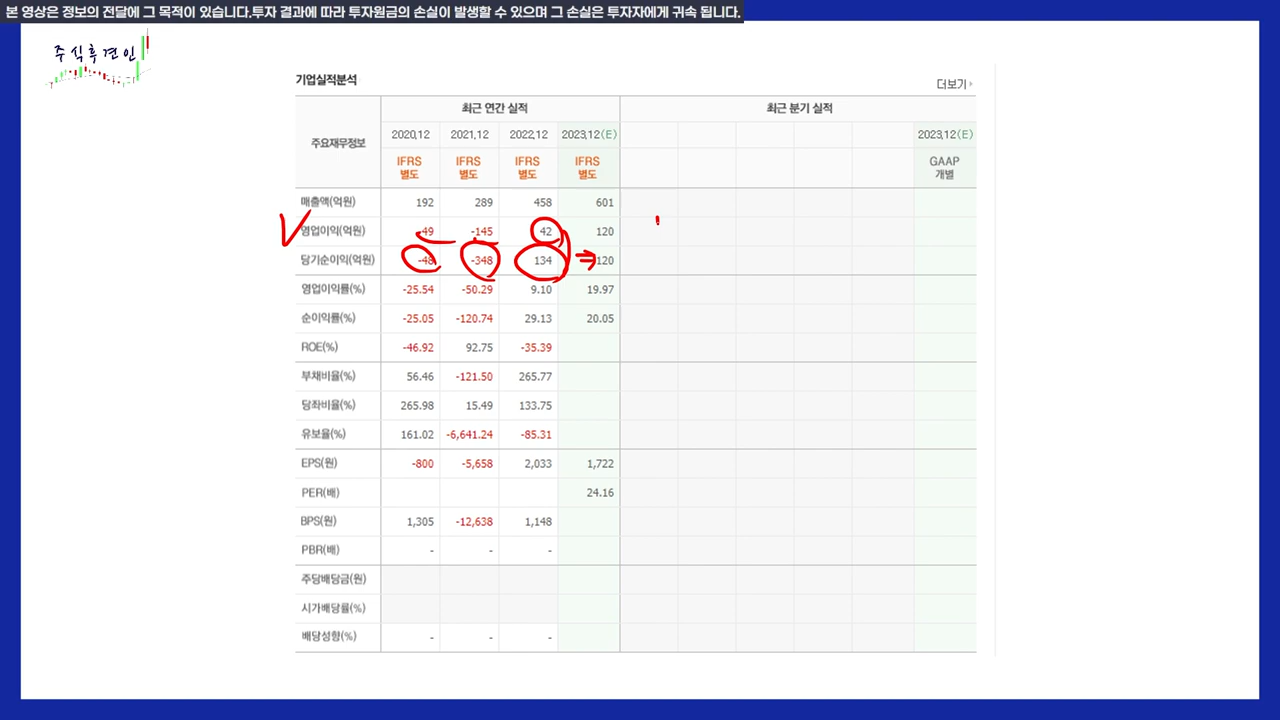 본 영상은 정보의 전달에 그 목적이 있습니다.투자 결과에 따라 투자원금의 손실이 발생할 수 있으며 그 손실은 투자자에게 귀속 됩니다.
주식후견인
기업실적분석 더보기
주요재무정보 최근 연간 실적 최근 분기 실적
2020.12 2021.12 2022.12 2023.12(E) 2023.12(E)
IFRS 별도 IFRS 별도 IFRS 별도 IFRS 별도 GAAP 개별
매출액(억원) 192 289 458 601
영업이익(억원) -49 -145 42 120
당기순이익(억원) -48 -348 134 120
영업이익률(%) -25.54 -50.29 9.10 19.97
순이익률(%) -25.05 -120.74 29.13 20.05
ROE(%) -46.92 92.75 -35.39
부채비율(%) 56.46 -121.50 265.77
당좌비율(%) 265.98 15.49 133.75
유보율(%) 161.02 -6,641.24 -85.31
EPS(원) -800 -5,658 2,033 1,722
PER(배) 24.16
BPS(원) 1,305 -12,638 1,148
PBR(배) - - -
주당배당금(원)
시가배당률(%)
배당성향(%) - - -